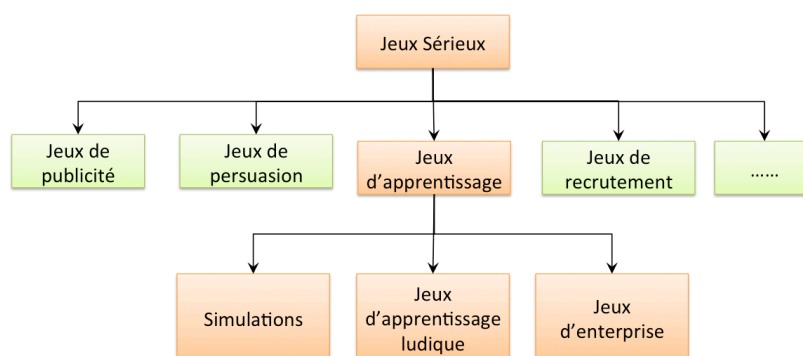 Jeux Sérieux
Jeux de
publicité
Jeux de
persuasion
Jeux
d'apprentissage
Jeux de
recrutement
......
Simulations
Jeux
d'apprentissage
ludique
Jeux
d'enterprise